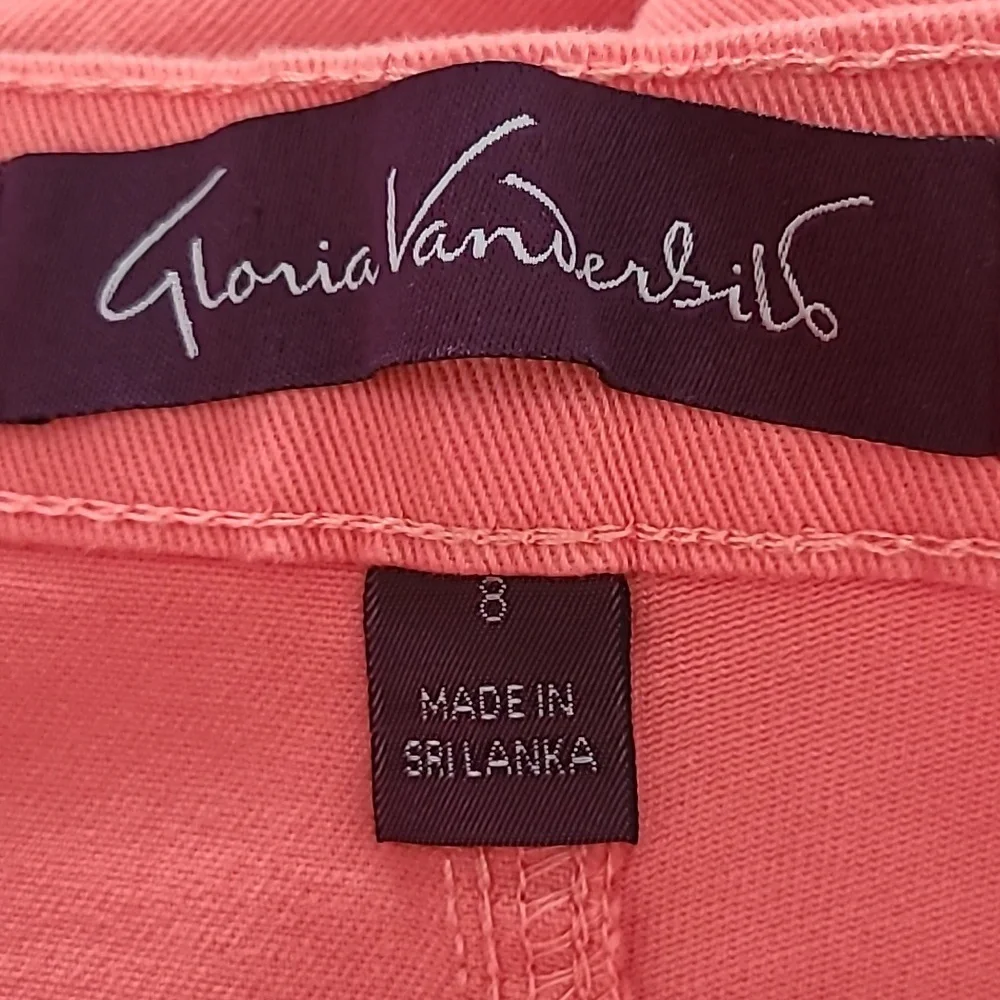 Gloria Vanderbilt
8
MADE IN
SRI LANKA